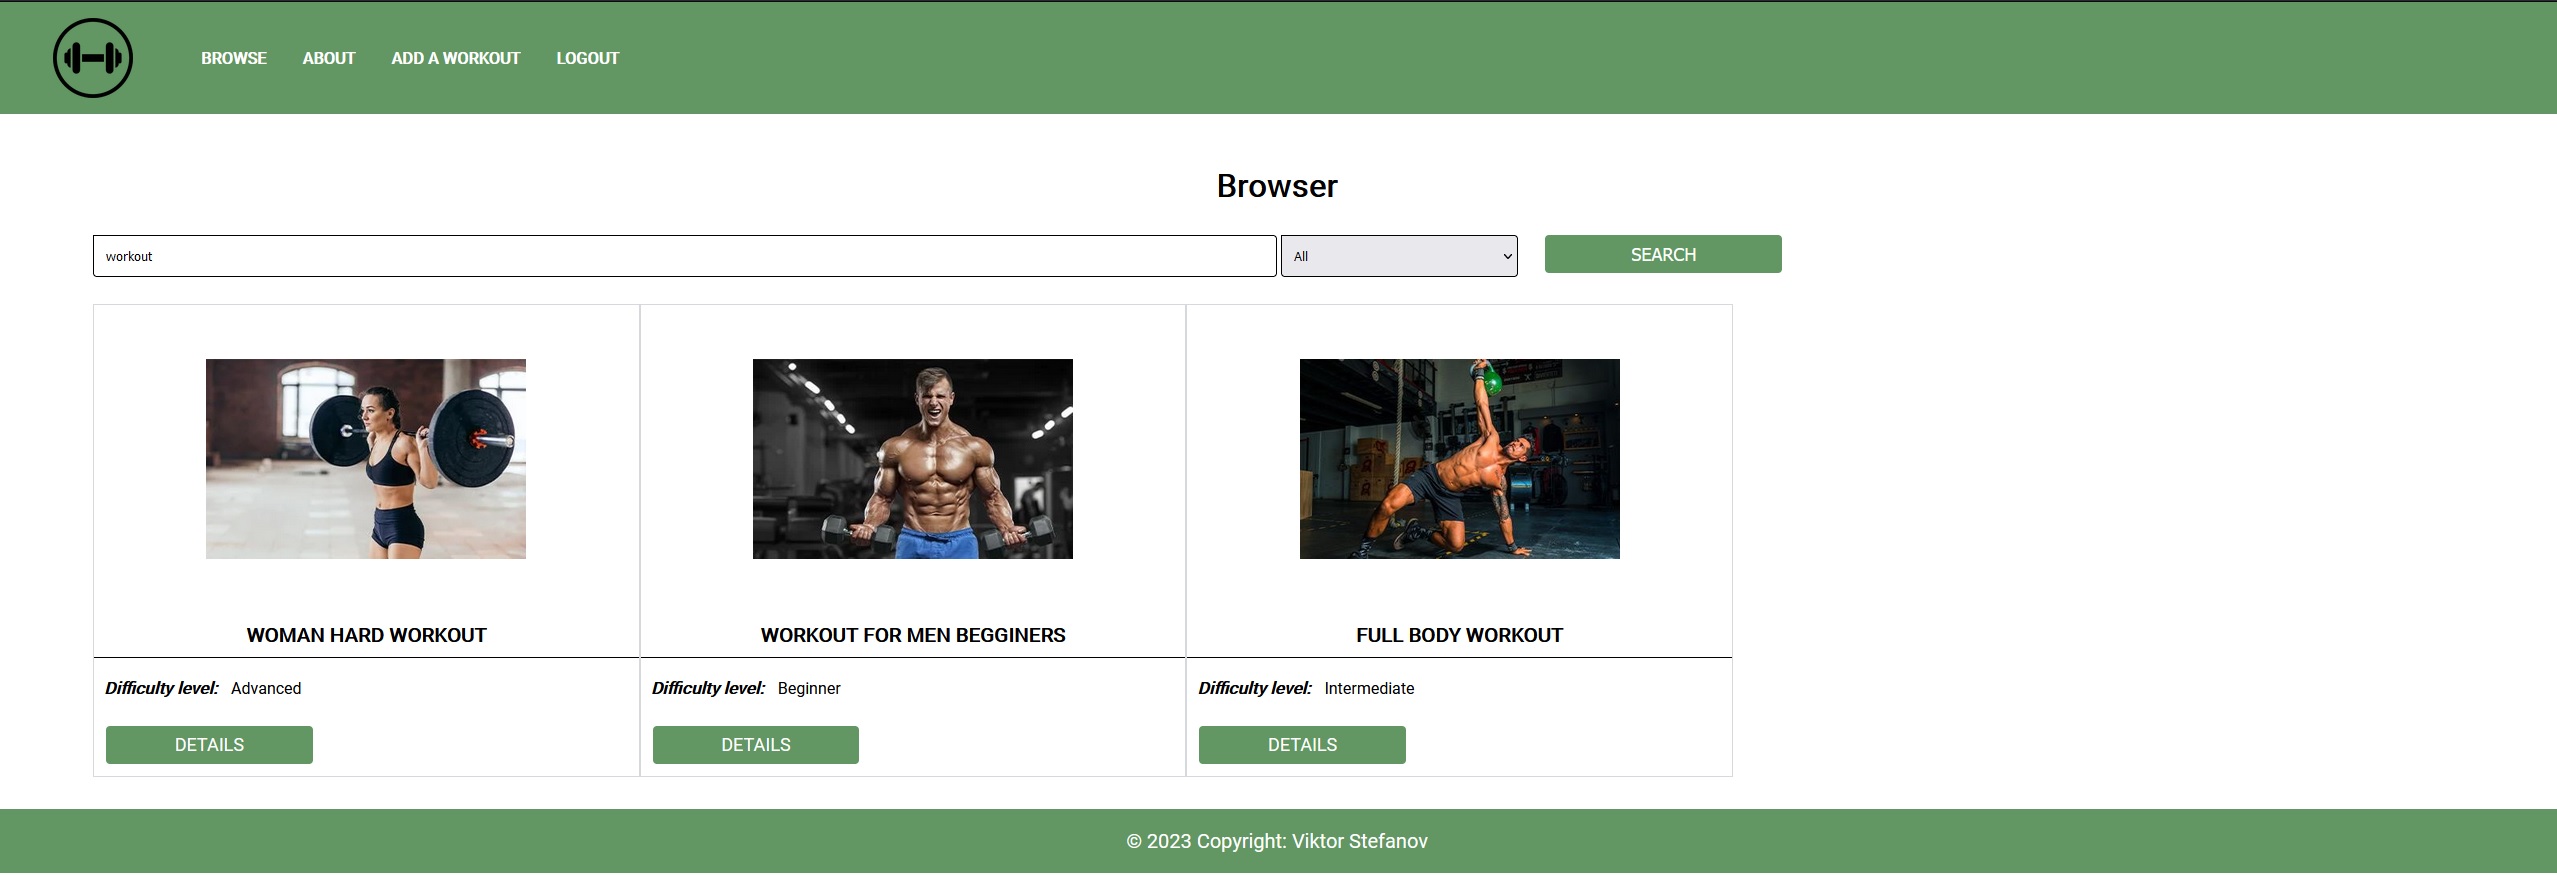 BROWSE ABOUT ADD A WORKOUT LOGOUT
Browser
workout All SEARCH
WOMAN HARD WORKOUT
Difficulty level: Advanced
DETAILS
WORKOUT FOR MEN BEGGINERS
Difficulty level: Beginner
DETAILS
FULL BODY WORKOUT
Difficulty level: Intermediate
DETAILS
© 2023 Copyright: Viktor Stefanov